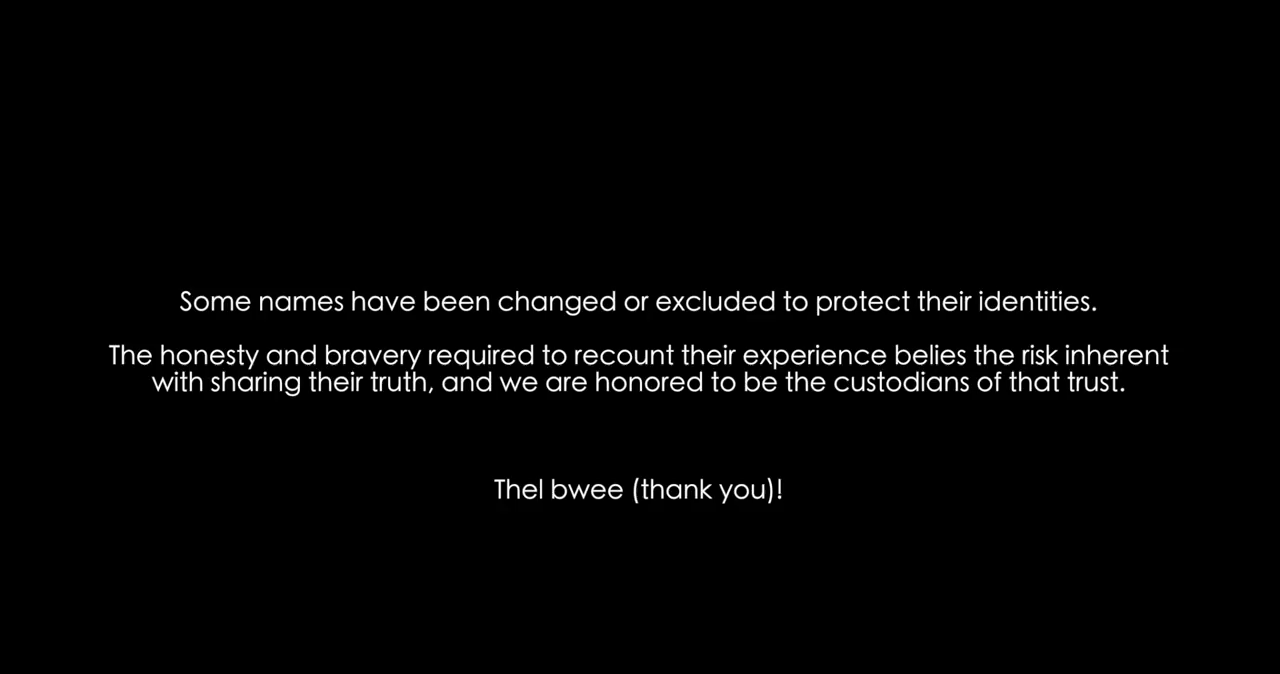 Some names have been changed or excluded to protect their identities.
The honesty and bravery required to recount their experience belies the risk inherent
with sharing their truth, and we are honored to be the custodians of that trust.
Thel bwee (thank you)!